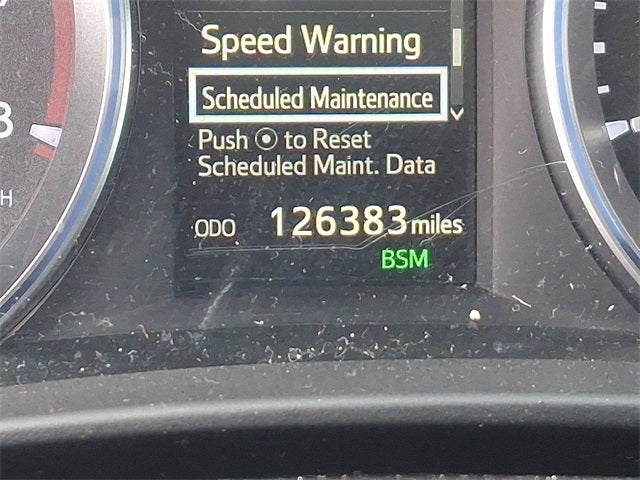 Speed Warning
Scheduled Maintenance
Push ⦿ to Reset
Scheduled Maint. Data
ODO 126383 miles
BSM
H